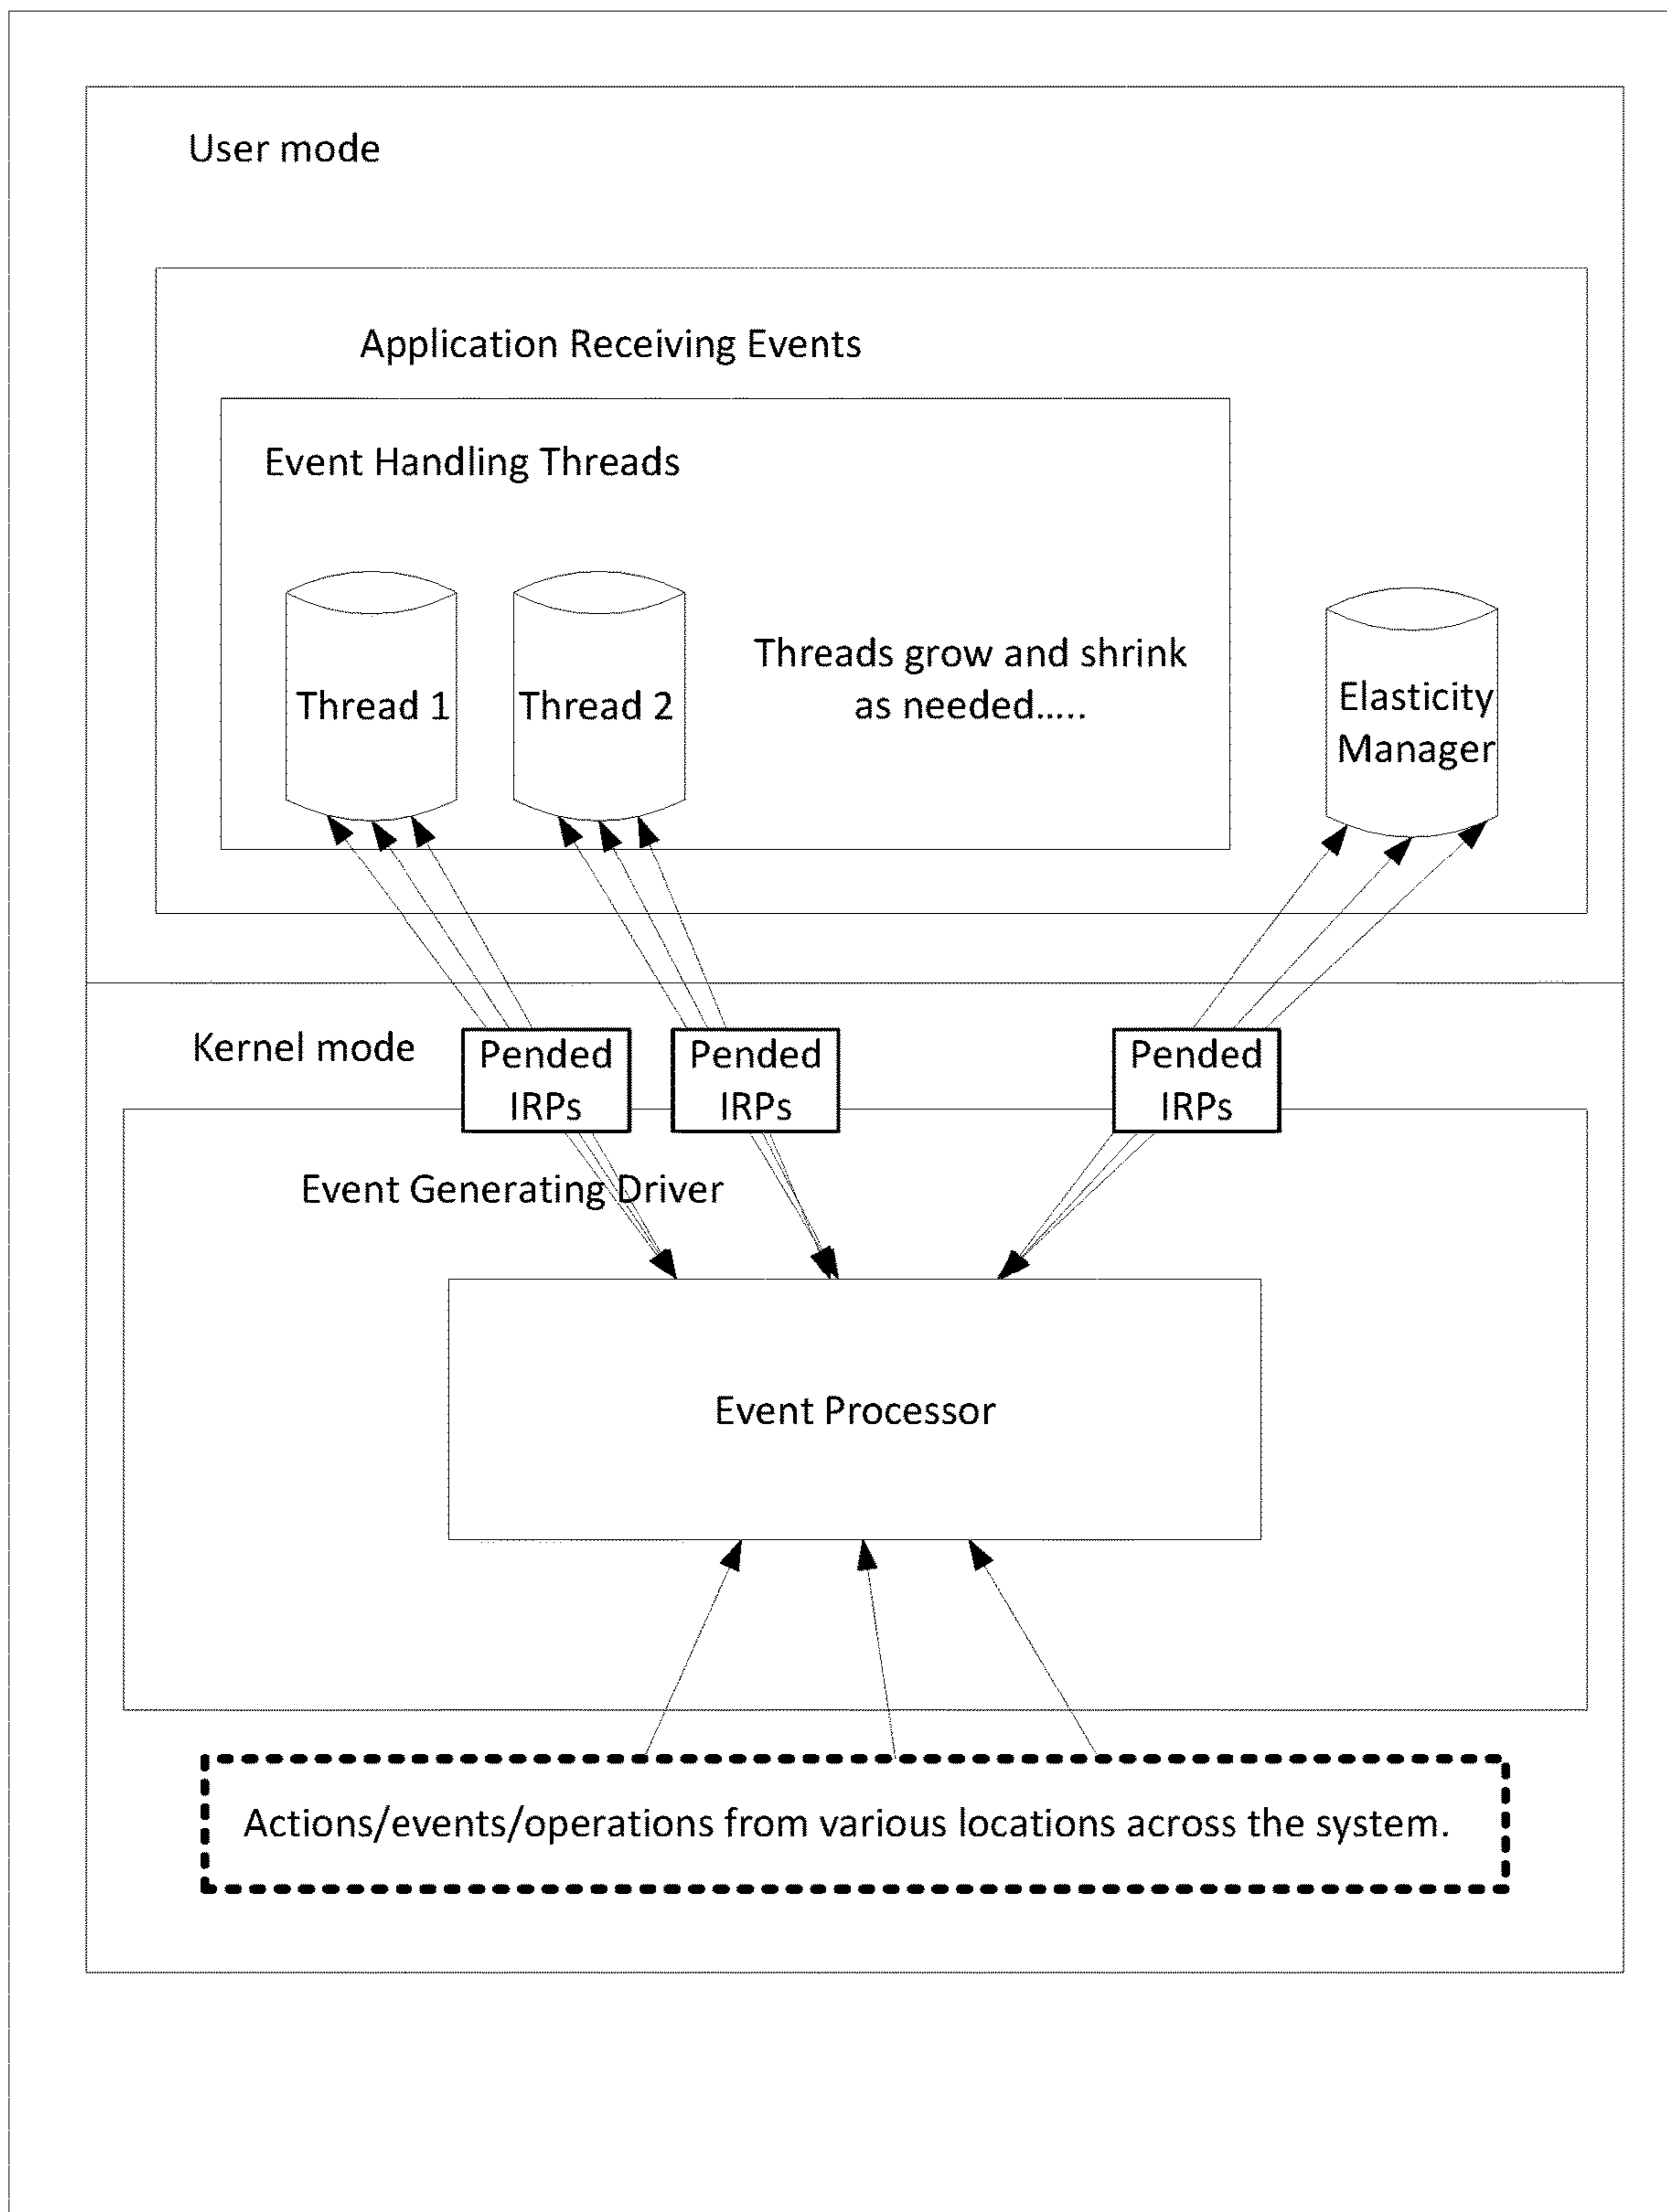 User mode
Application Receiving Events
Event Handling Threads
Thread 1
Thread 2
Threads grow and shrink
as needed.....
Elasticity
Manager
Kernel mode
Pended
IRPs
Pended
IRPs
Pended
IRPs
Event Generating Driver
Event Processor
Actions/events/operations from various locations across the system.